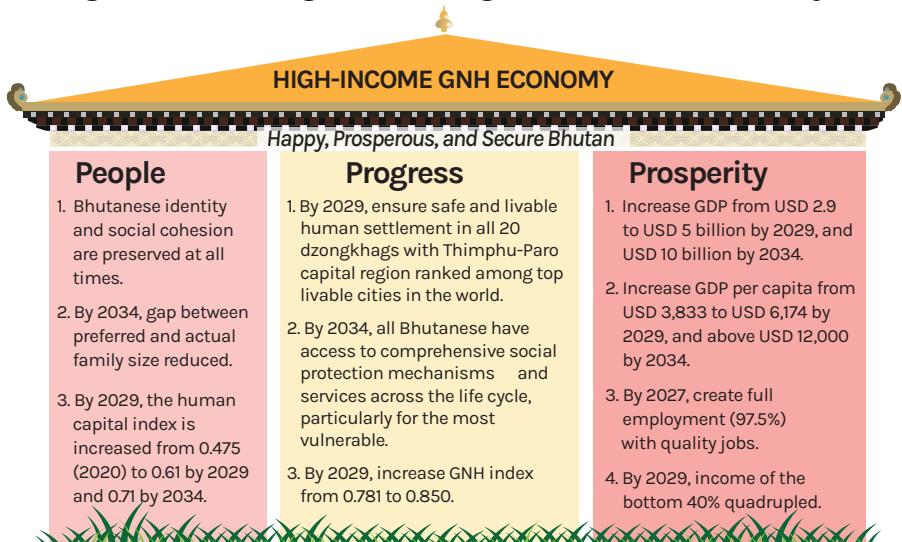 HIGH-INCOME GNH ECONOMY
Happy, Prosperous, and Secure Bhutan
People
1. Bhutanese identity
and social cohesion
are preserved at all
times.
2. By 2034, gap between
preferred and actual
family size reduced.
3. By 2029, the human
capital index is
increased from 0.475
(2020) to 0.61 by 2029
and 0.71 by 2034.
Progress
1. By 2029, ensure safe and livable
human settlement in all 20
dzongkhags with Thimphu-Paro
capital region ranked among top
livable cities in the world.
2. By 2034, all Bhutanese have
access to comprehensive social
protection mechanisms and
services across the life cycle,
particularly for the most
vulnerable.
3. By 2029, increase GNH index
from 0.781 to 0.850.
Prosperity
1. Increase GDP from USD 2.9
to USD 5 billion by 2029, and
USD 10 billion by 2034.
2. Increase GDP per capita from
USD 3,833 to USD 6,174 by
2029, and above USD 12,000
by 2034.
3. By 2027, create full
employment (97.5%)
with quality jobs.
4. By 2029, income of the
bottom 40% quadrupled.